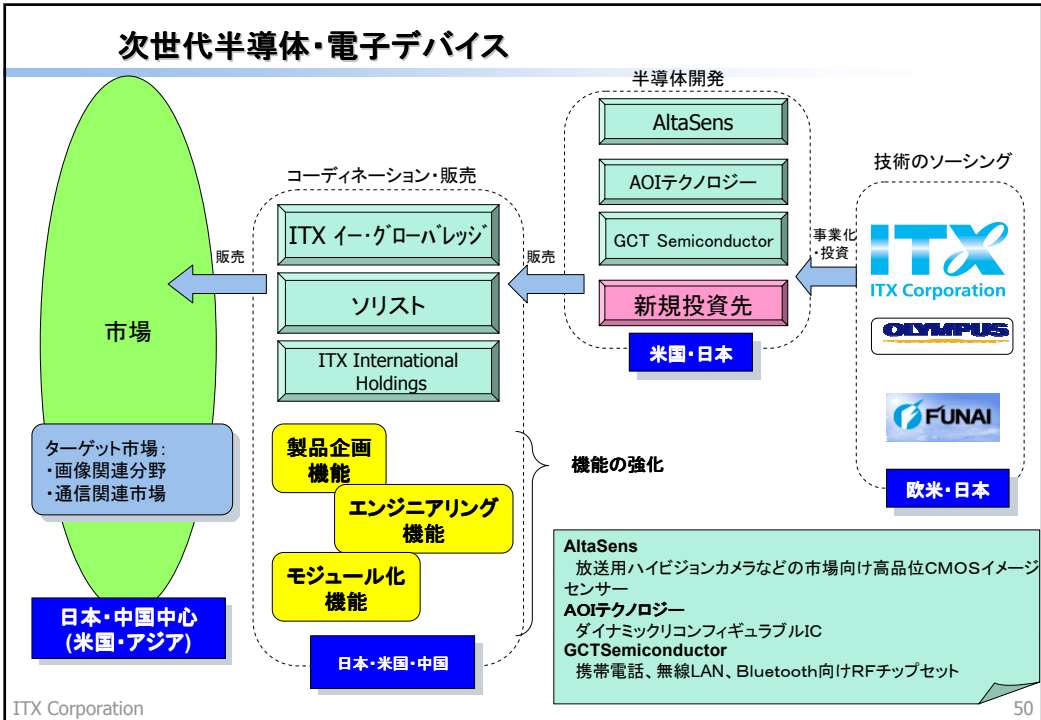 次世代半導体・電子デバイス
市場
ターゲット市場:
・画像関連分野
・通信関連市場
日本・中国中心
(米国・アジア)
販売
コーディネーション・販売
ITX イー・グローバレッジ
ソリスト
ITX International
Holdings
製品企画
機能
エンジニアリング
機能
モジュール化
機能
日本・米国・中国
機能の強化
販売
半導体開発
AltaSens
AOIテクノロジー
GCT Semiconductor
新規投資先
米国・日本
事業化
・投資
技術のソーシング
ITX
ITX Corporation
OLYMPUS
FUNAI
欧米・日本
AltaSens
放送用ハイビジョンカメラなどの市場向け高品位CMOSイメージ
センサー
AOIテクノロジー
ダイナミックリコンフィギュラブルIC
GCTSemiconductor
携帯電話、無線LAN、Bluetooth向けRFチップセット
ITX Corporation
50